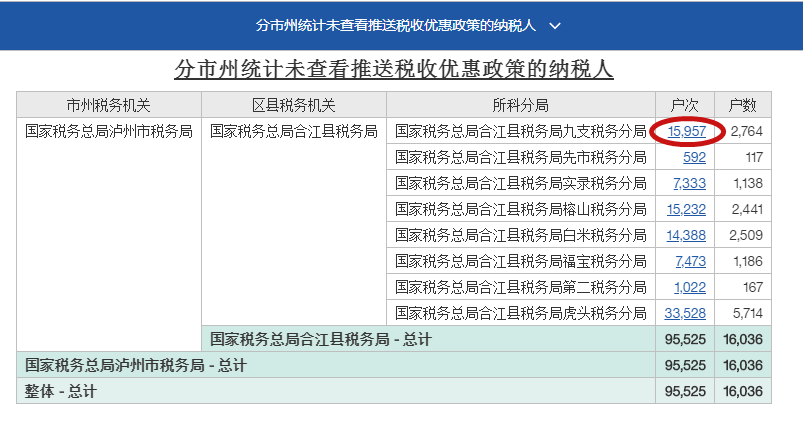 分市州统计未查看推送税收优惠政策的纳税人
分市州统计未查看推送税收优惠政策的纳税人
市州税务机关 区县税务机关 所科分局 户次 户数
国家税务总局泸州市税务局 国家税务总局合江县税务局 国家税务总局合江县税务局九支税务分局 15,957 2,764
国家税务总局合江县税务局先市税务分局 592 117
国家税务总局合江县税务局实录税务分局 7,333 1,138
国家税务总局合江县税务局榕山税务分局 15,232 2,441
国家税务总局合江县税务局白米税务分局 14,388 2,509
国家税务总局合江县税务局福宝税务分局 7,473 1,186
国家税务总局合江县税务局第二税务分局 1,022 167
国家税务总局合江县税务局虎头税务分局 33,528 5,714
国家税务总局合江县税务局 - 总计 95,525 16,036
国家税务总局泸州市税务局 - 总计 95,525 16,036
整体 - 总计 95,525 16,036